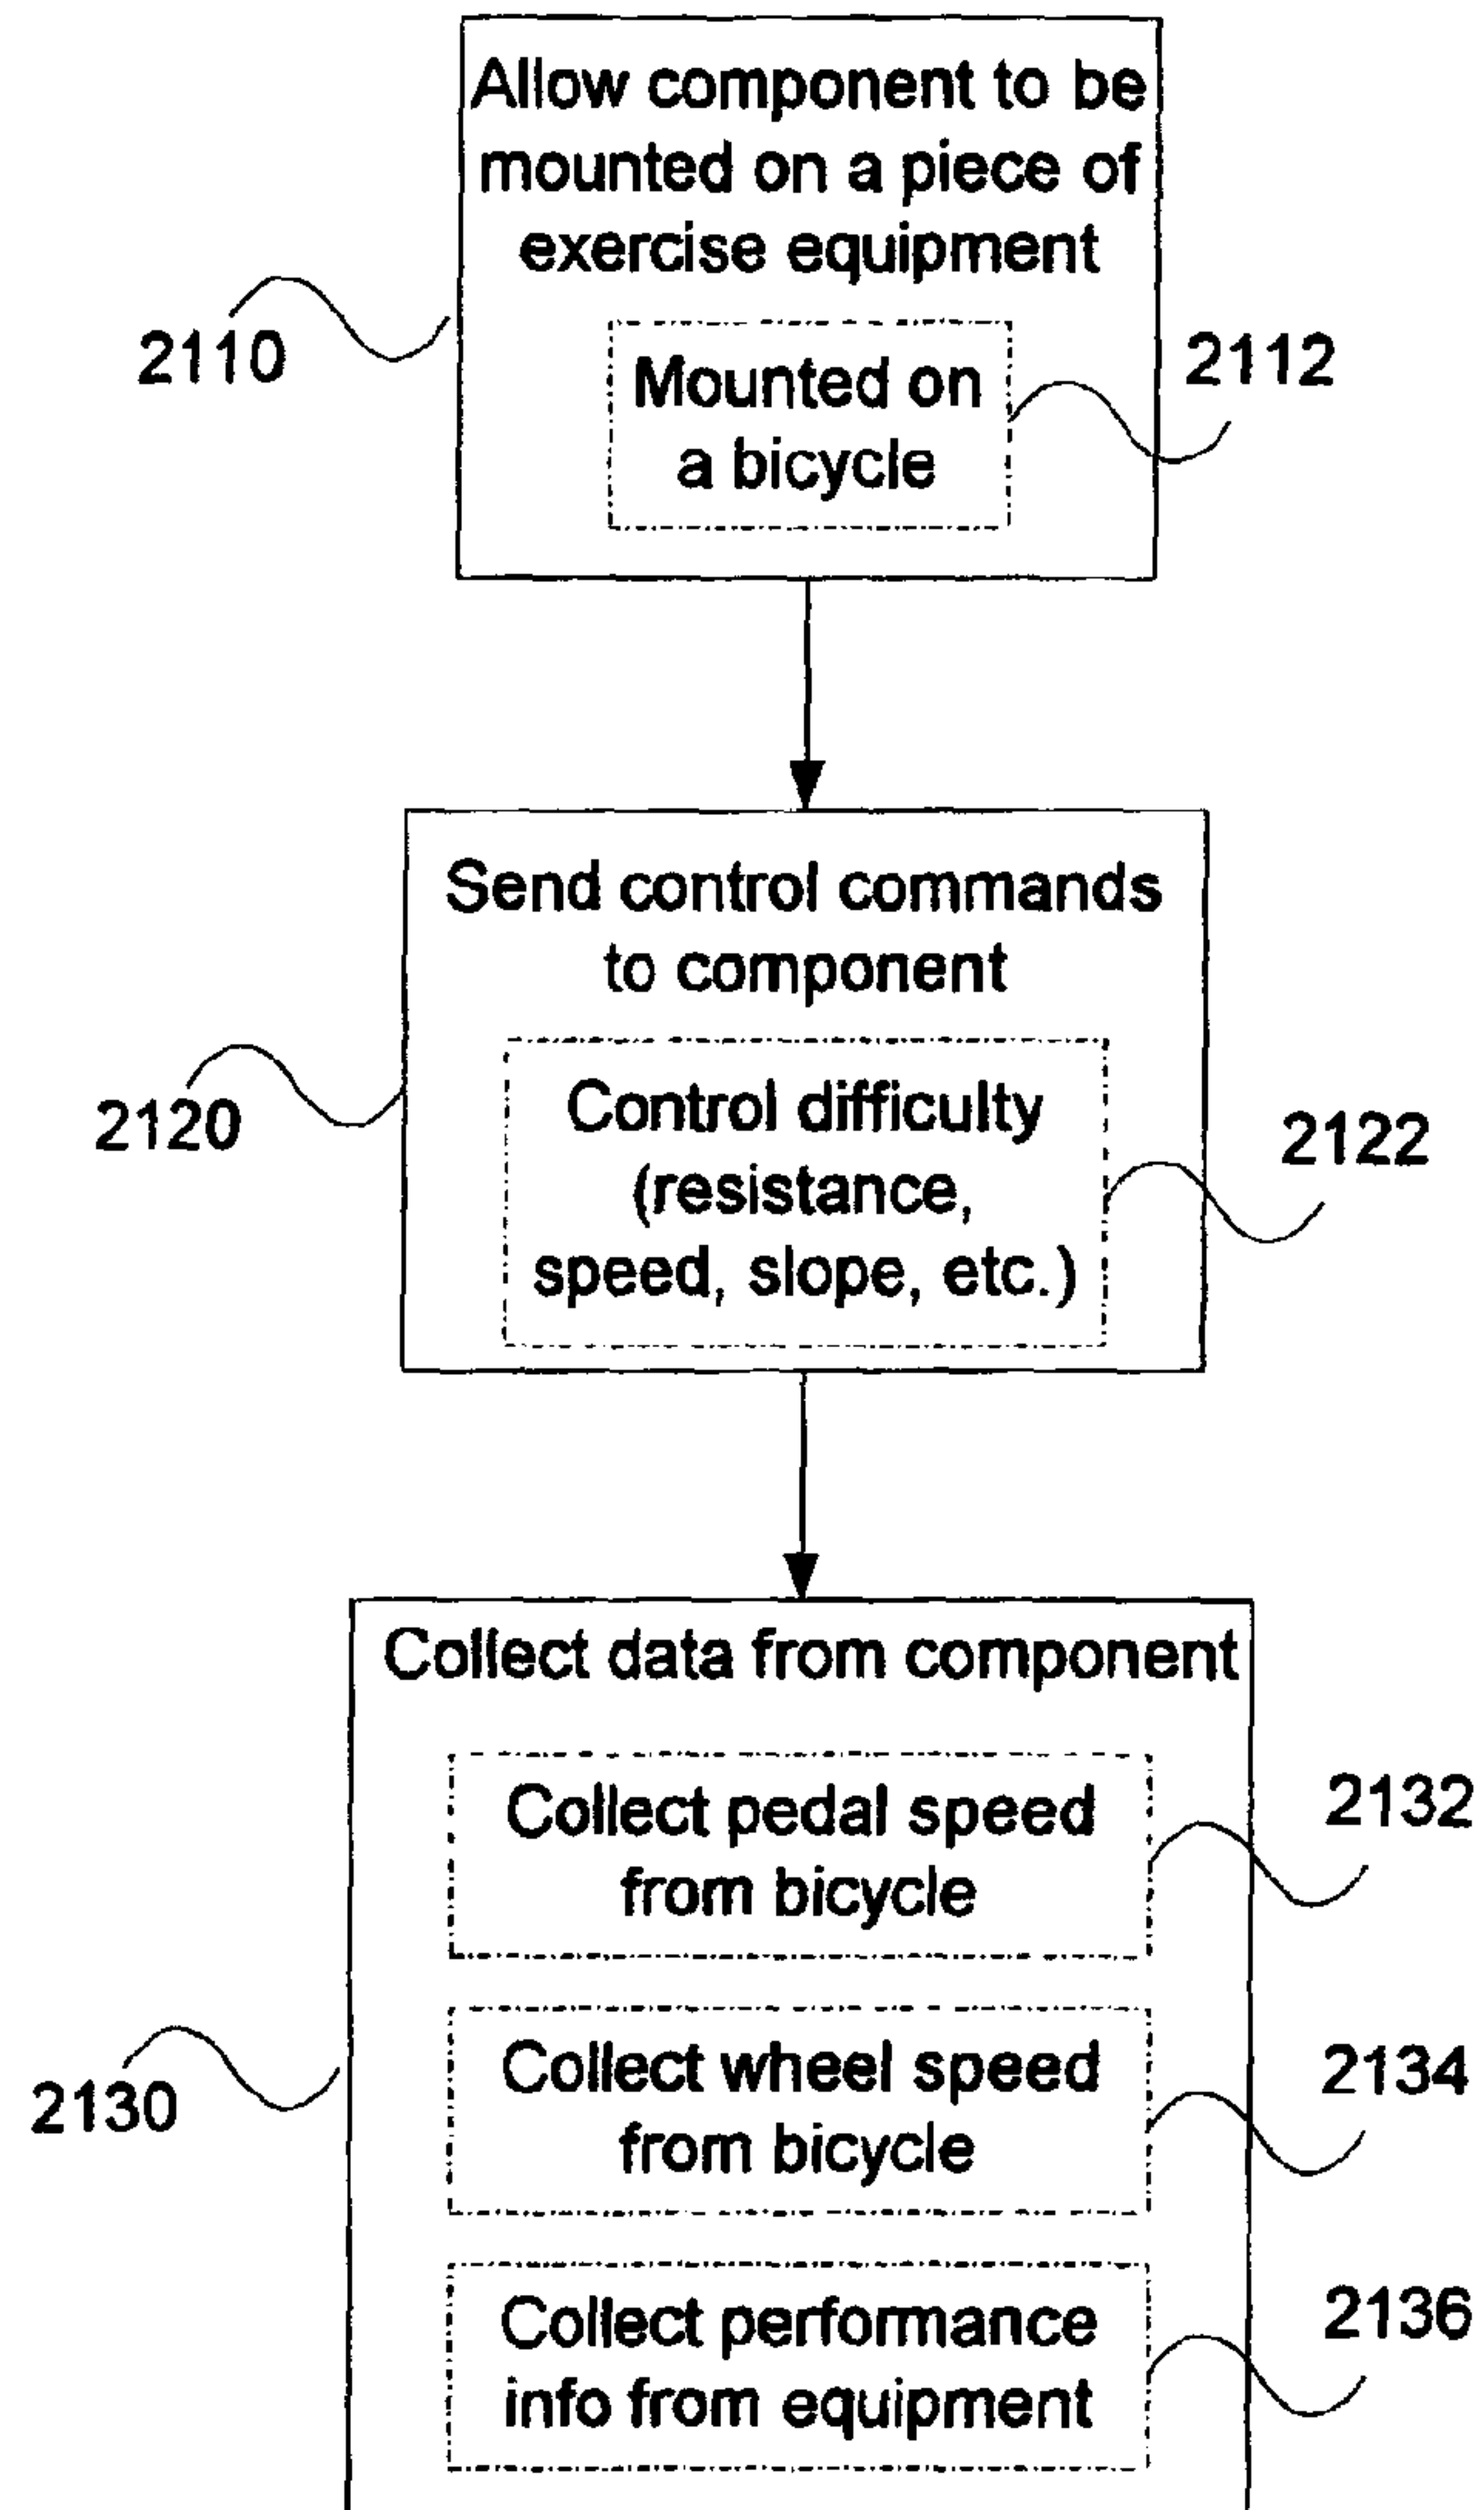 Allow component to be
mounted on a piece of
exercise equipment
2110
Mounted on
a bicycle
2112
Send control commands
to component
2120
Control difficulty
(resistance,
speed, slope, etc.)
2122
Collect data from component
Collect pedal speed
from bicycle
2132
2130
Collect wheel speed
from bicycle
2134
Collect performance
info from equipment
2136